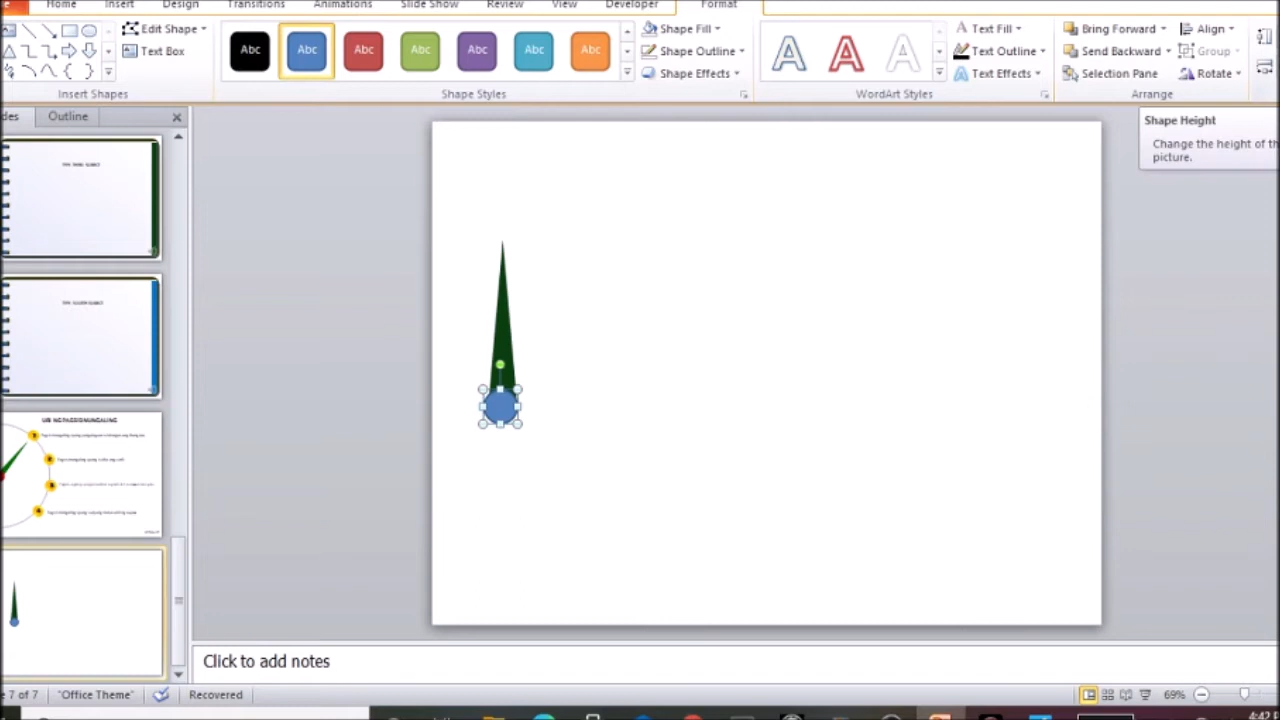 Home Insert Design Transitions Animations Slide Show Review View Developer Format
Edit Shape
Text Box
Insert Shapes
Abc Abc Abc Abc Abc Abc Abc
Shape Fill
Shape Outline
Shape Effects
Shape Styles
A A A
Text Fill
Text Outline
Text Effects
WordArt Styles
Bring Forward
Send Backward
Selection Pane
Align
Group
Rotate
Arrange
des Outline
Shape Height
Change the height of th
picture.
Click to add notes
e 7 of 7 "Office Theme" Recovered 69%